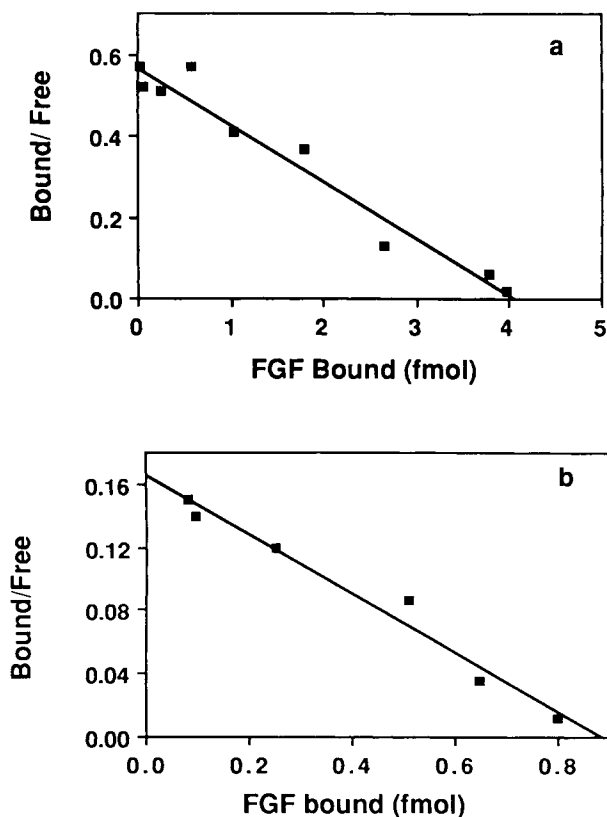 a
0.6
0.4
0.2
0.0
Bound/ Free
0 1 2 3 4 5
FGF Bound (fmol)
b
0.16
0.12
0.08
0.04
0.00
Bound/Free
0.0 0.2 0.4 0.6 0.8
FGF bound (fmol)